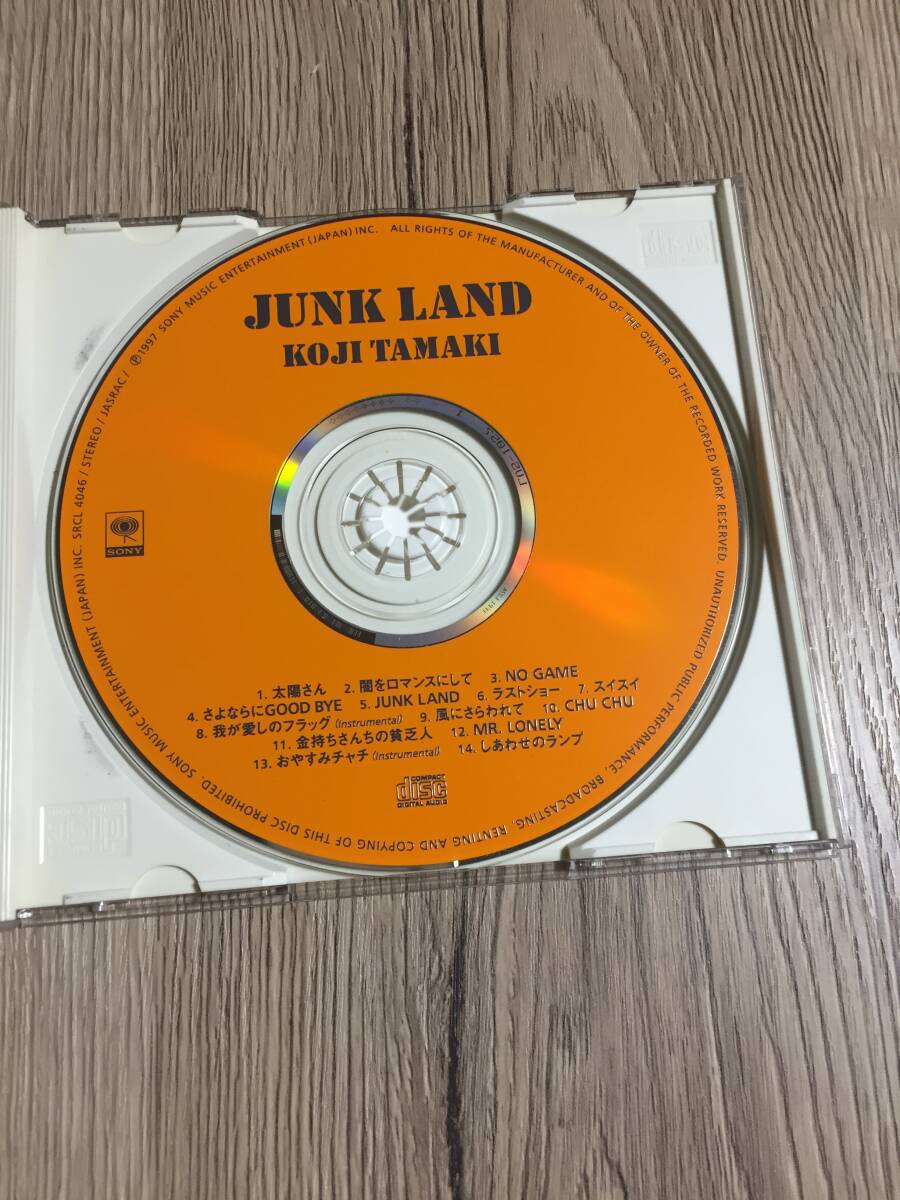 JUNK LAND
KOJI TAMAKI
SONY
1. 太陽さん 2. 闇をロマンスにして 3. NO GAME
4. さよならにGOOD BYE 5. JUNK LAND 6. ラストショー 7. スイスイ
8. 我が愛しのフラッグ (Instrumental) 9. 風にさらわれて 10. CHU CHU
11. 金持ちさんちの貧乏人 12. MR. LONELY
13. おやすみチャチ (Instrumental) 14. しあわせのランプ
COMPACT
disc
DIGITAL AUDIO
SONY MUSIC ENTERTAINMENT (JAPAN) INC. SRCL 4046 / STEREO / JASRAC / ℗1997 SONY MUSIC ENTERTAINMENT (JAPAN) INC. ALL RIGHTS OF THE MANUFACTURER AND OF THE OWNER OF THE RECORDED WORK RESERVED. UNAUTHORIZED PUBLIC PERFORMANCE, BROADCASTING, RENTING AND COPYING OF THIS DISC PROHIBITED.